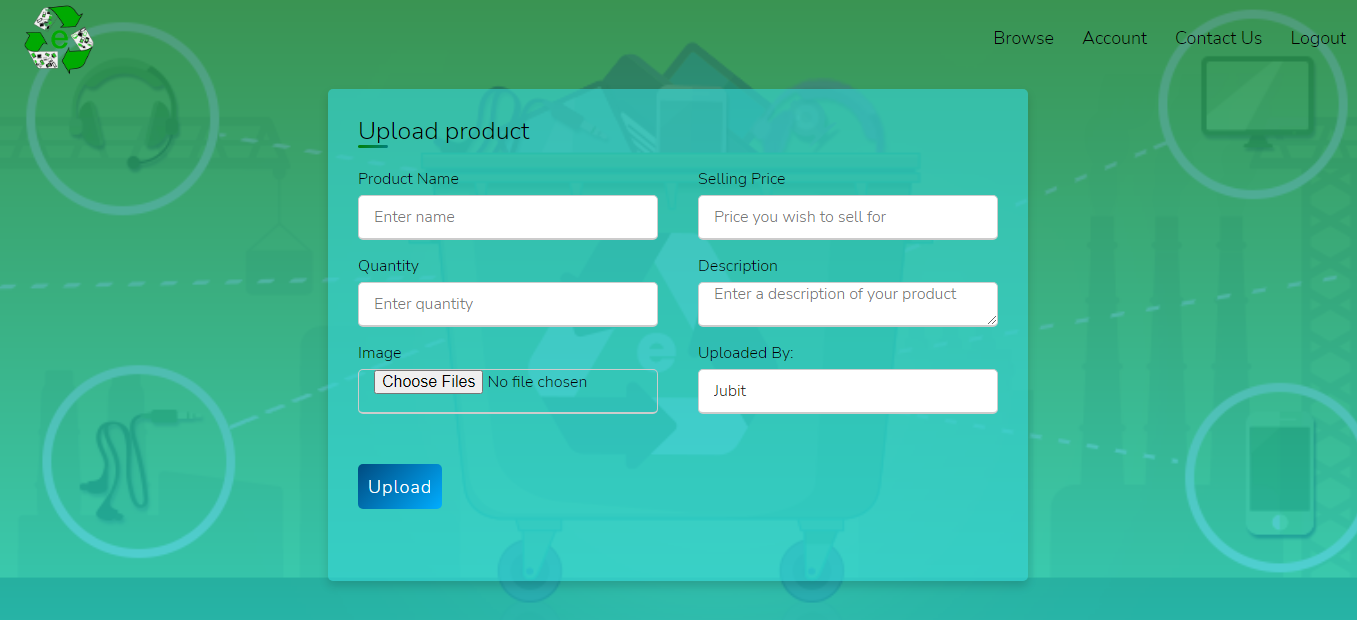 e
Browse Account Contact Us Logout
Upload product
Product Name Selling Price
Enter name Price you wish to sell for
Quantity Description
Enter quantity Enter a description of your product
e
Image Uploaded By:
Choose Files No file chosen Jubit
Upload